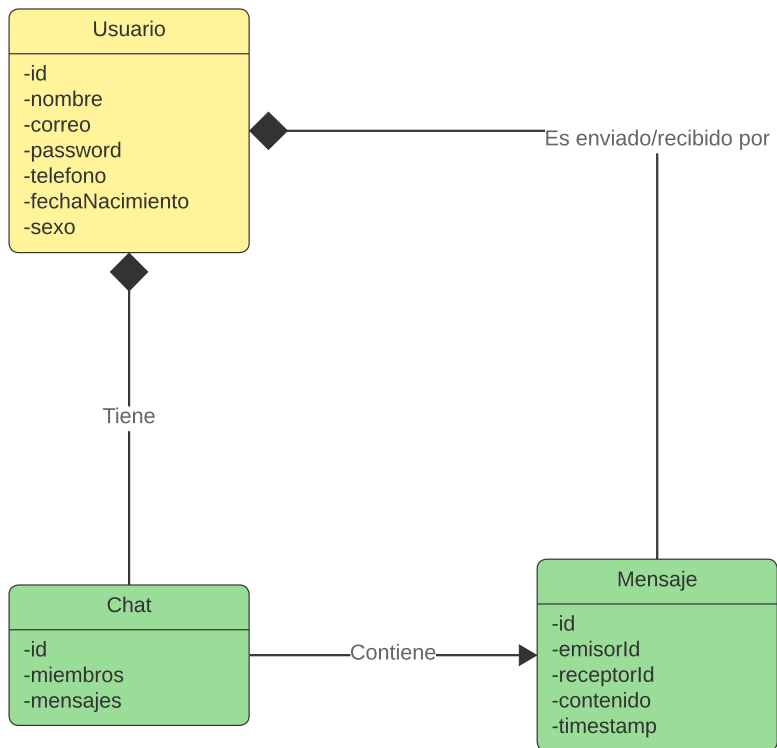 Usuario
-id
-nombre
-correo
-password
-telefono
-fechaNacimiento
-sexo
Es enviado/recibido por
Tiene
Chat
-id
-miembros
-mensajes
Contiene
Mensaje
-id
-emisorId
-receptorId
-contenido
-timestamp